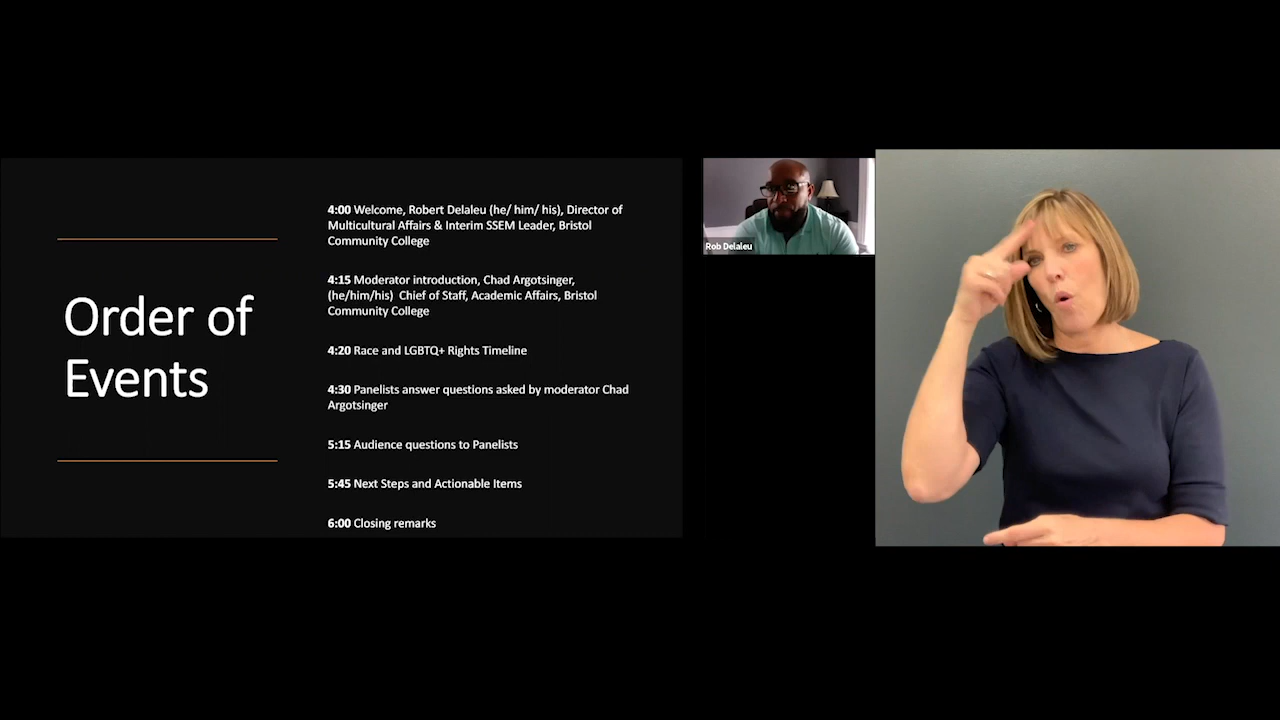 Order of
Events
4:00 Welcome, Robert Delaleu (he/ him/ his), Director of
Multicultural Affairs & Interim SSEM Leader, Bristol
Community College
4:15 Moderator introduction, Chad Argotsinger,
(he/him/his) Chief of Staff, Academic Affairs, Bristol
Community College
4:20 Race and LGBTQ+ Rights Timeline
4:30 Panelists answer questions asked by moderator Chad
Argotsinger
5:15 Audience questions to Panelists
5:45 Next Steps and Actionable Items
6:00 Closing remarks
Rob Delaleu